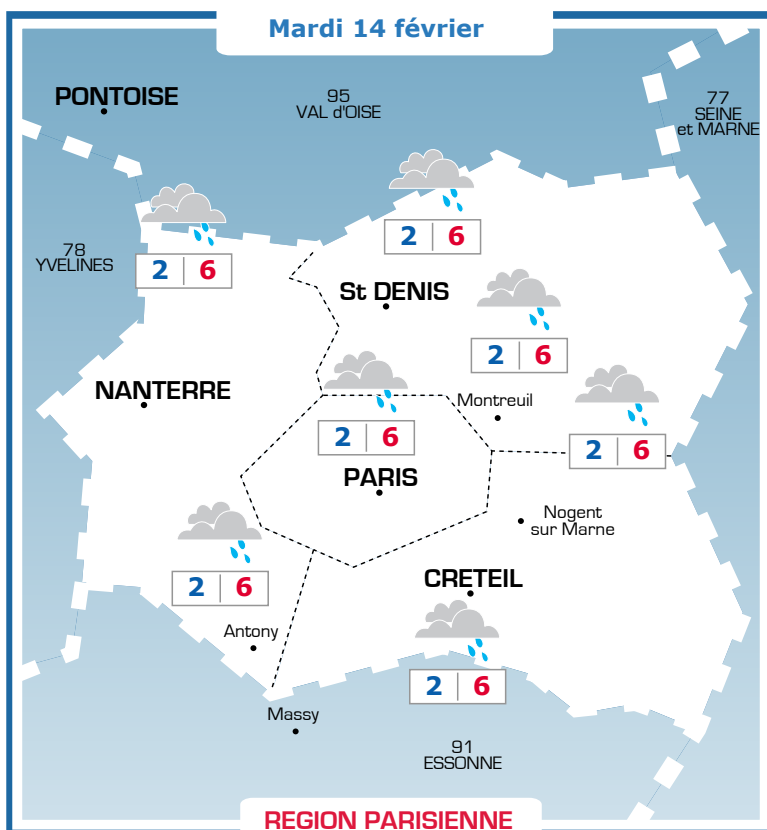 Mardi 14 février
PONTOISE
95
VAL d'OISE
77
SEINE
et MARNE
78
YVELINES
2 6
2 6
St DENIS
2 6
NANTERRE
Montreuil
2 6
2 6
PARIS
Nogent
sur Marne
2 6
CRETEIL
Antony
2 6
Massy
91
ESSONNE
REGION PARISIENNE